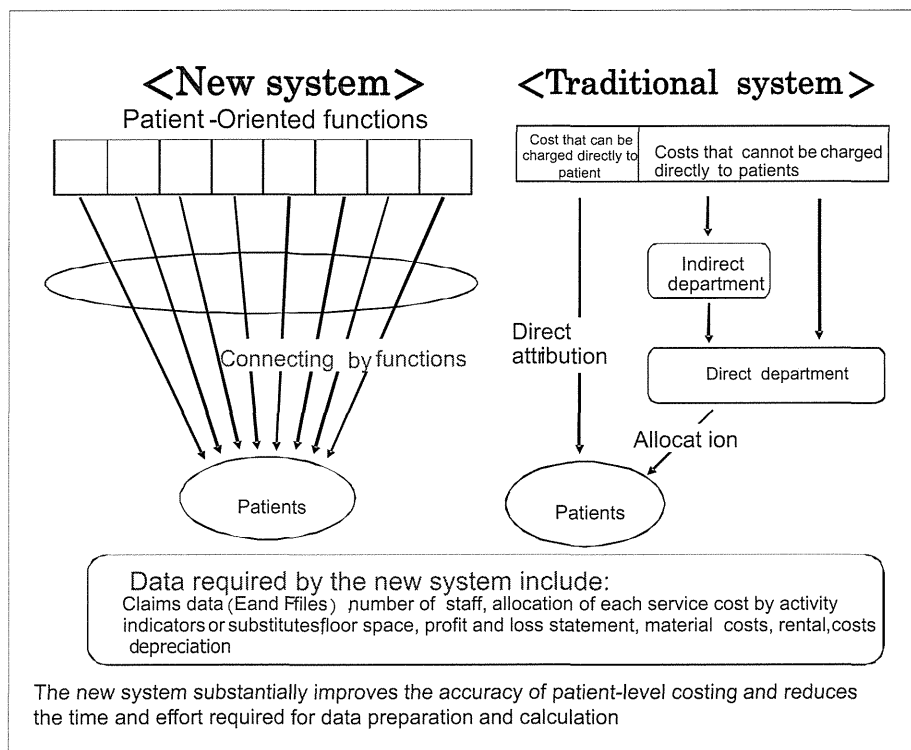 <New system>
Patient-Oriented functions
Connecting by functions
Patients
<Traditional system>
Cost that can be
charged directly to
patient
Costs that cannot be charged
directly to patients
Indirect
department
Direct
attribution
Direct department
Allocat ion
Patients
Data required by the new system include:
Claims data (Eand Ffiles) ,number of staff, allocation of each service cost by activity
indicators or substitutesfloor space, profit and loss statement, material costs, rental,costs
depreciation
The new system substantially improves the accuracy of patient-level costing and reduces
the time and effort required for data preparation and calculation